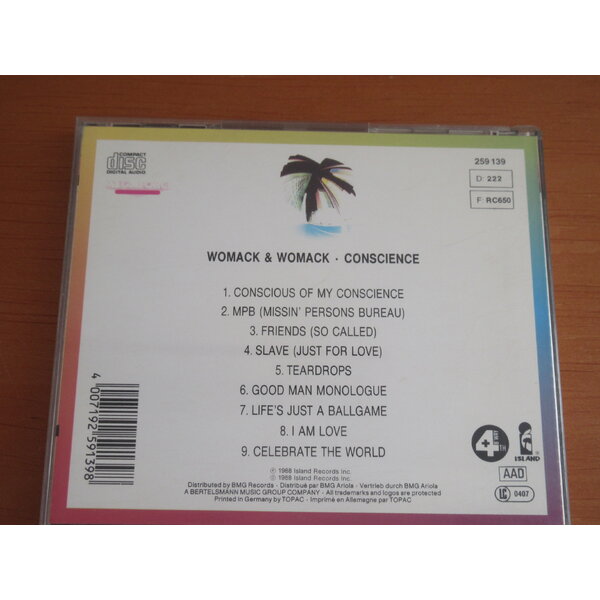 COMPACT
disc
DIGITAL AUDIO
259 139
D: 222
F: RC650
WOMACK & WOMACK · CONSCIENCE
1. CONSCIOUS OF MY CONSCIENCE
2. MPB (MISSIN' PERSONS BUREAU)
3. FRIENDS (SO CALLED)
4. SLAVE (JUST FOR LOVE)
5. TEARDROPS
6. GOOD MAN MONOLOGUE
7. LIFE'S JUST A BALLGAME
8. I AM LOVE
9. CELEBRATE THE WORLD
℗ 1988 Island Records Inc.
© 1988 Island Records Inc.
Distributed by BMG Records · Distribué par BMG Ariola · Vertrieb durch BMG Ariola
A BERTELSMANN MUSIC GROUP COMPANY · All trademarks and logos are protected
Printed in Germany by TOPAC · Imprimé en Allemagne par TOPAC
4 007192 591398
4
ISLAND
AAD
LC 0407